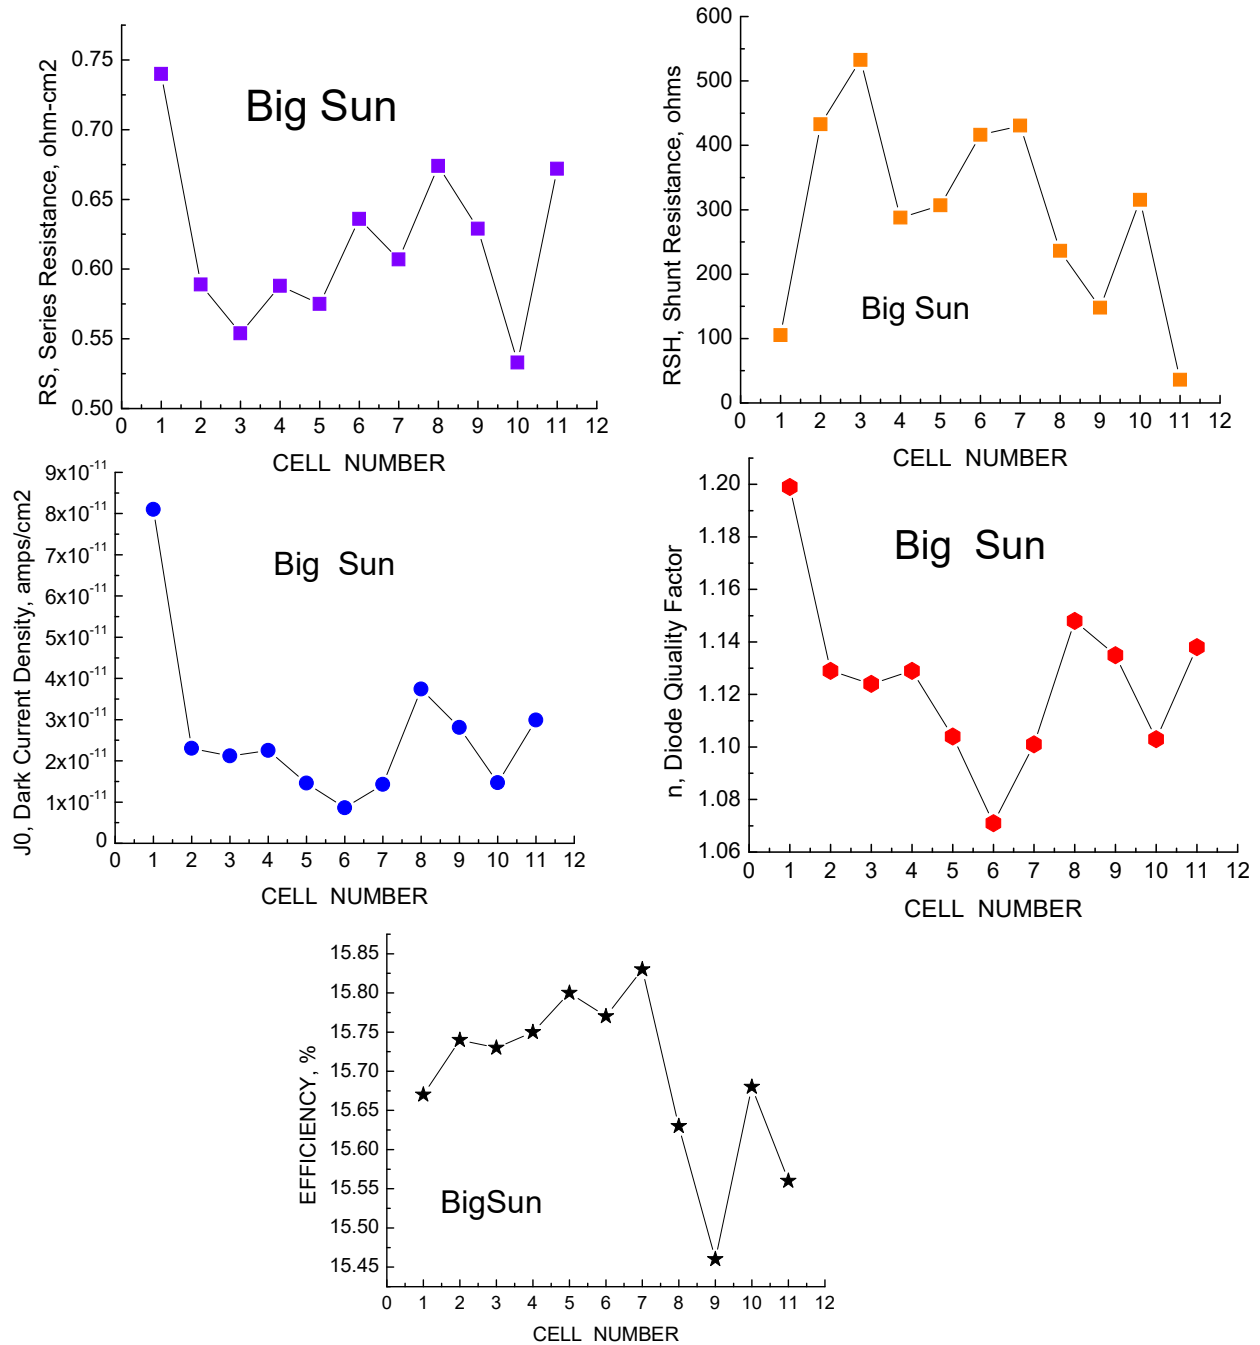 RS, Series Resistance, ohm-cm2
0.75
0.70
0.65
0.60
0.55
0.50
Big Sun
0 1 2 3 4 5 6 7 8 9 10 11 12
CELL NUMBER
RSH, Shunt Resistance, ohms
600
500
400
300
200
100
0
Big Sun
0 1 2 3 4 5 6 7 8 9 10 11 12
CELL NUMBER
J0, Dark Current Density, amps/cm2
9x10⁻¹¹
8x10⁻¹¹
7x10⁻¹¹
6x10⁻¹¹
5x10⁻¹¹
4x10⁻¹¹
3x10⁻¹¹
2x10⁻¹¹
1x10⁻¹¹
0
Big Sun
0 1 2 3 4 5 6 7 8 9 10 11 12
CELL NUMBER
n, Diode Qiuality Factor
1.20
1.18
1.16
1.14
1.12
1.10
1.08
1.06
Big Sun
0 1 2 3 4 5 6 7 8 9 10 11 12
CELL NUMBER
EFFICIENCY, %
15.85
15.80
15.75
15.70
15.65
15.60
15.55
15.50
15.45
BigSun
0 1 2 3 4 5 6 7 8 9 10 11 12
CELL NUMBER